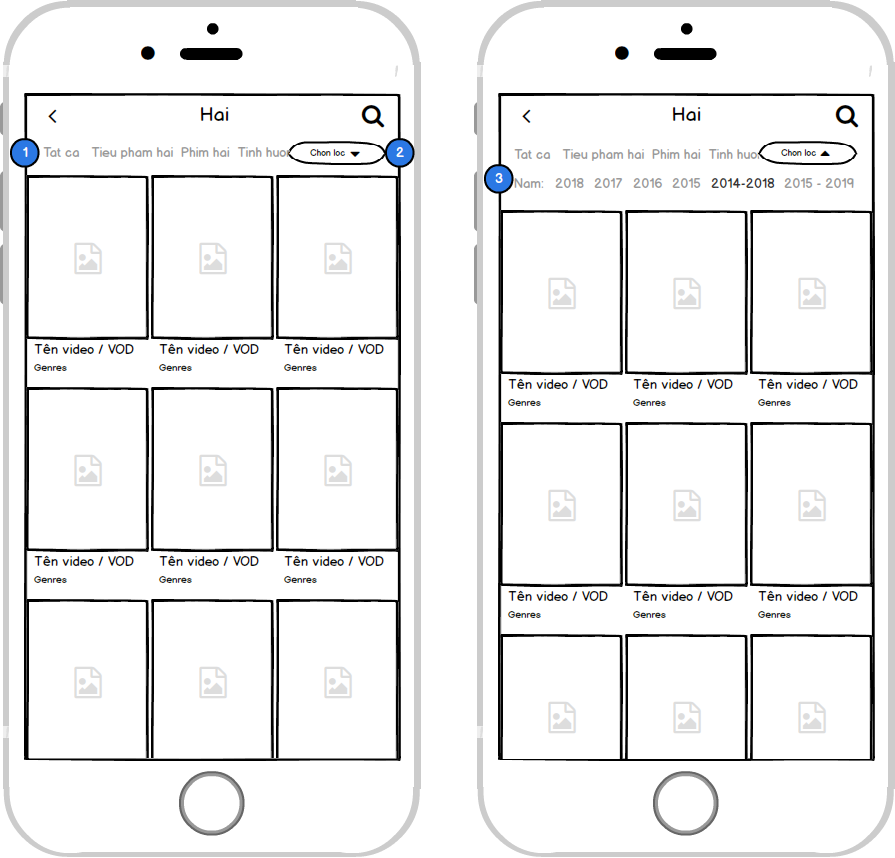 Hai
1 Tat ca Tieu pham hai Phim hai Tinh huo Chon loc 2
Tên video / VOD Tên video / VOD Tên video / VOD
Genres Genres Genres
Tên video / VOD Tên video / VOD Tên video / VOD
Genres Genres Genres
Hai
Tat ca Tieu pham hai Phim hai Tinh huo Chon loc
3 Nam: 2018 2017 2016 2015 2014-2018 2015 - 2019
Tên video / VOD Tên video / VOD Tên video / VOD
Genres Genres Genres
Tên video / VOD Tên video / VOD Tên video / VOD
Genres Genres Genres